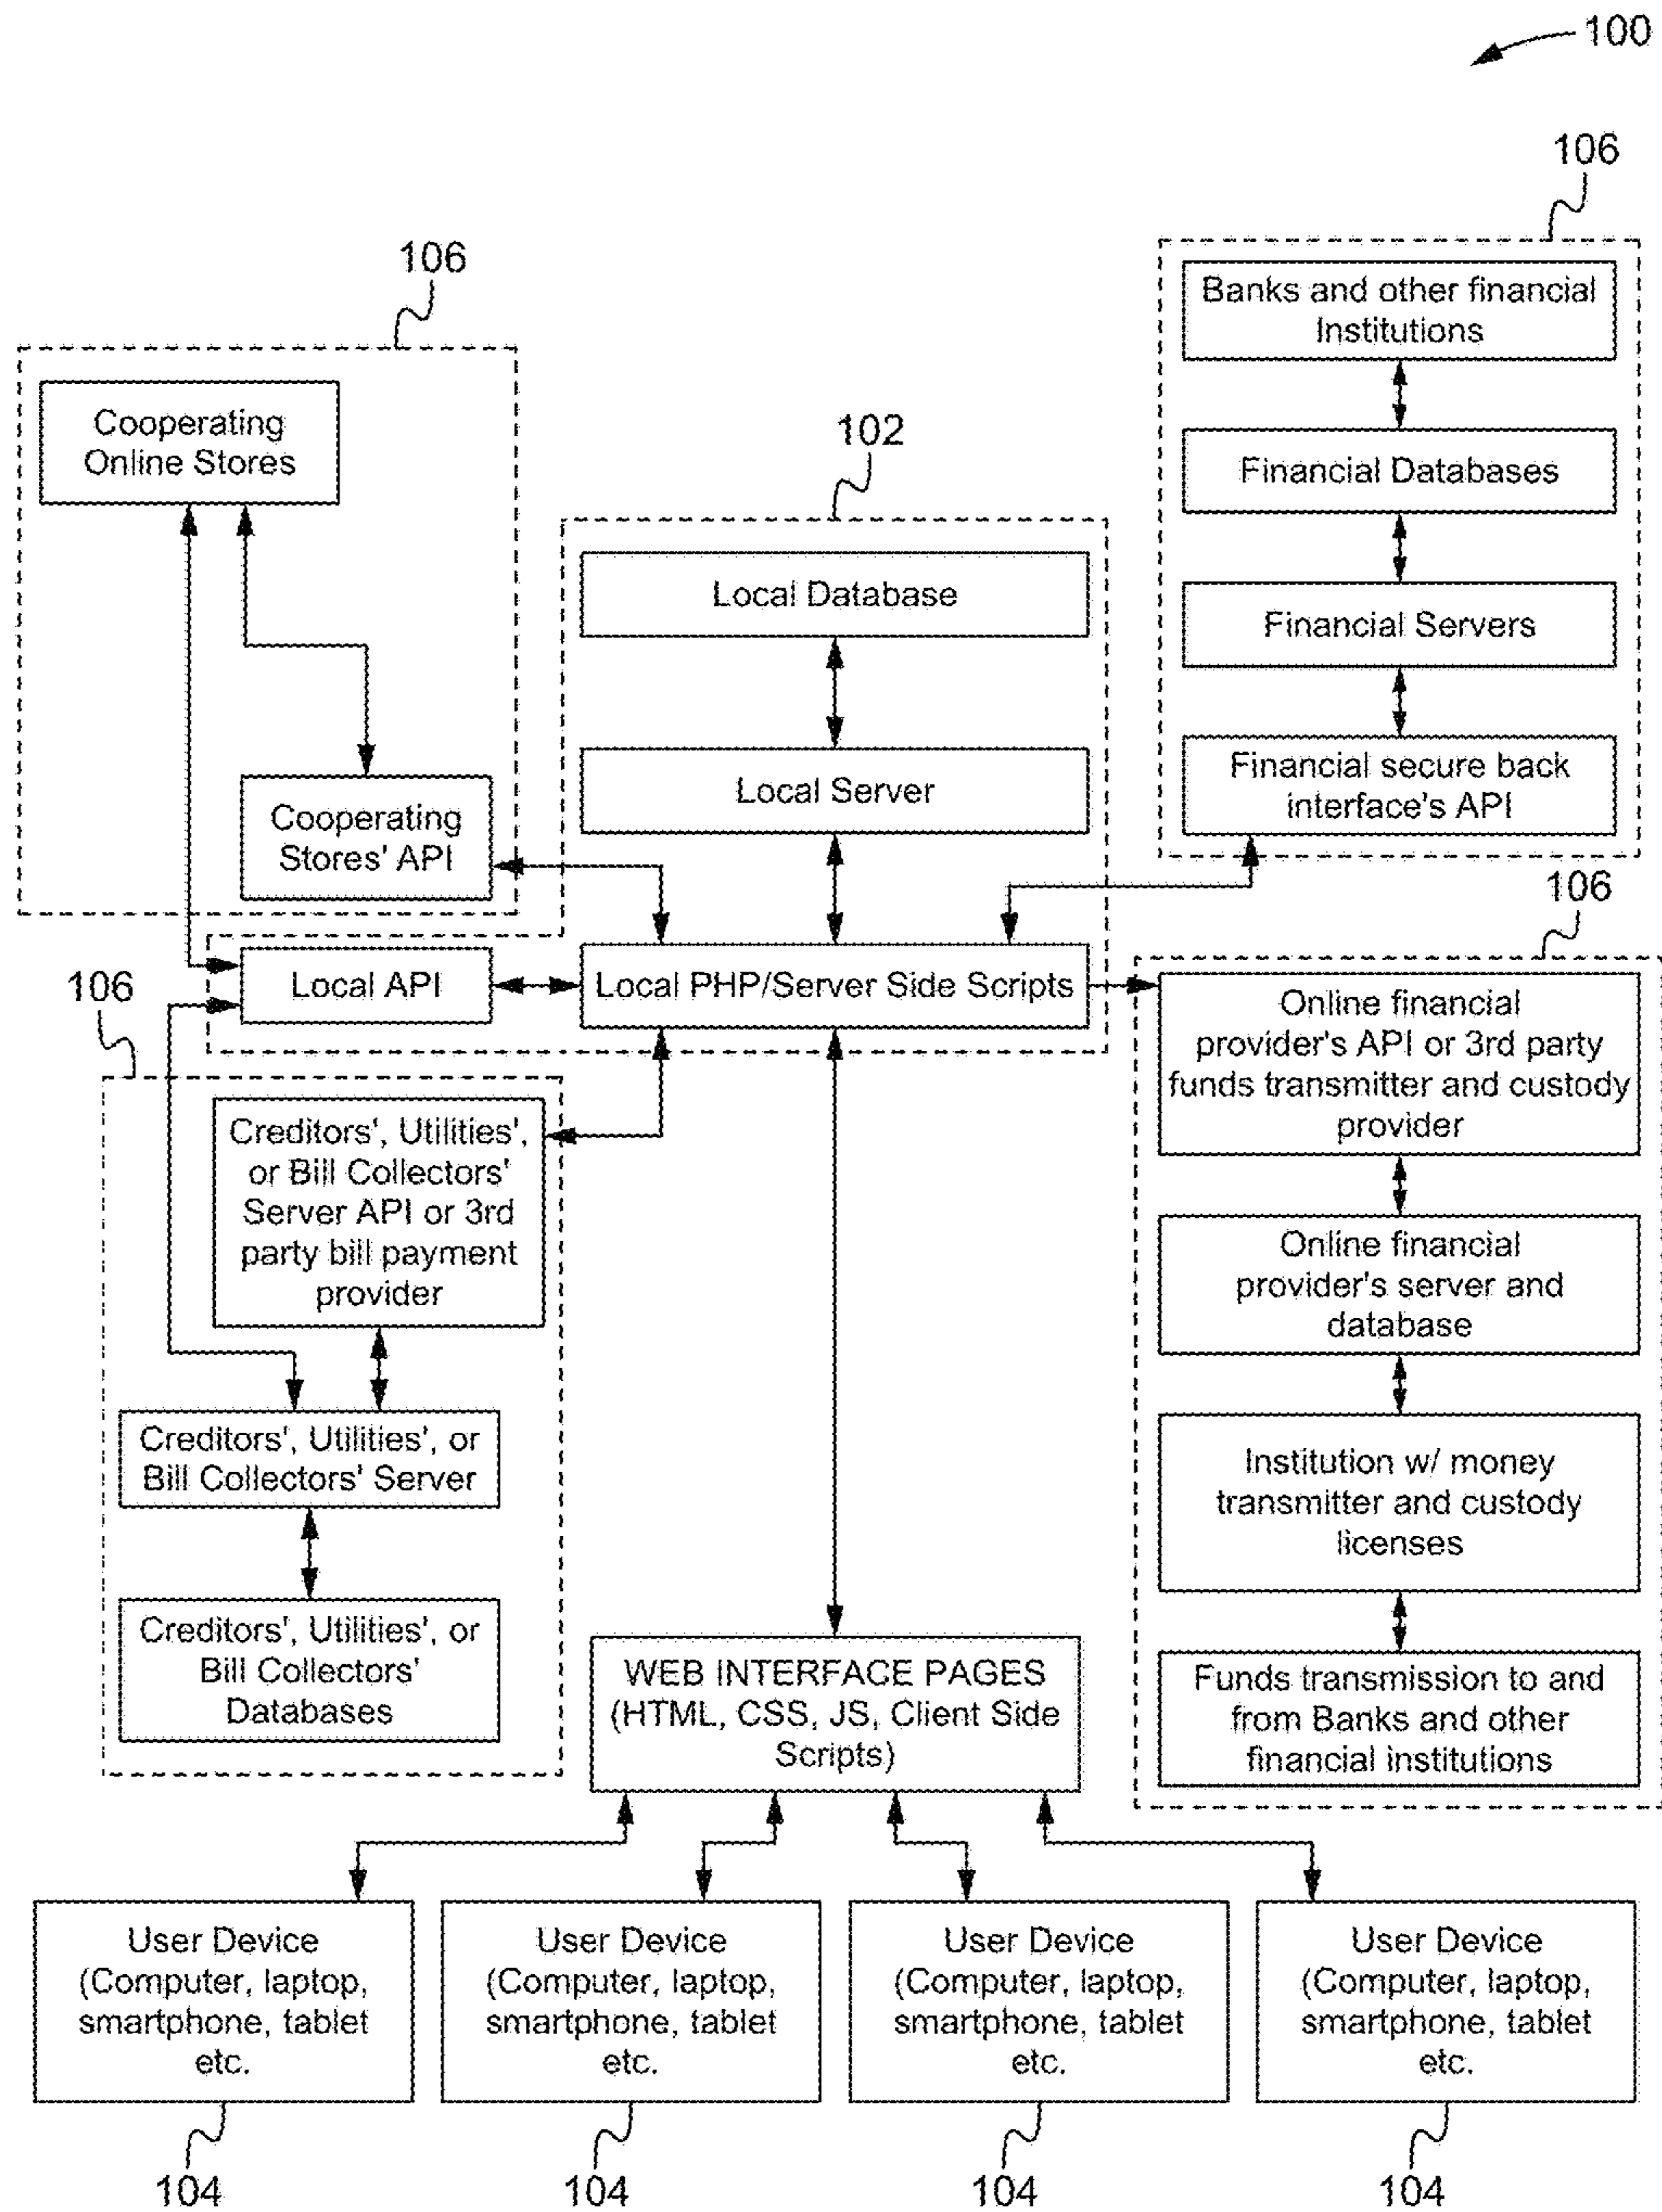 100
106
106
Banks and other financial
Institutions
Cooperating
Online Stores
102
Financial Databases
Local Database
Financial Servers
Local Server
Financial secure back
interface's API
Cooperating
Stores' API
106
106
Local API
Local PHP/Server Side Scripts
Online financial
provider's API or 3rd party
funds transmitter and custody
provider
Creditors', Utilities',
or Bill Collectors'
Server API or 3rd
party bill payment
provider
Online financial
provider's server and
database
Creditors', Utilities', or
Bill Collectors' Server
Institution w/ money
transmitter and custody
licenses
Creditors', Utilities', or
Bill Collectors'
Databases
WEB INTERFACE PAGES
(HTML, CSS, JS, Client Side
Scripts)
Funds transmission to and
from Banks and other
financial institutions
User Device
(Computer, laptop,
smartphone, tablet
etc.
User Device
(Computer, laptop,
smartphone, tablet
etc.
User Device
(Computer, laptop,
smartphone, tablet
etc.
User Device
(Computer, laptop,
smartphone, tablet
etc.
104
104
104
104